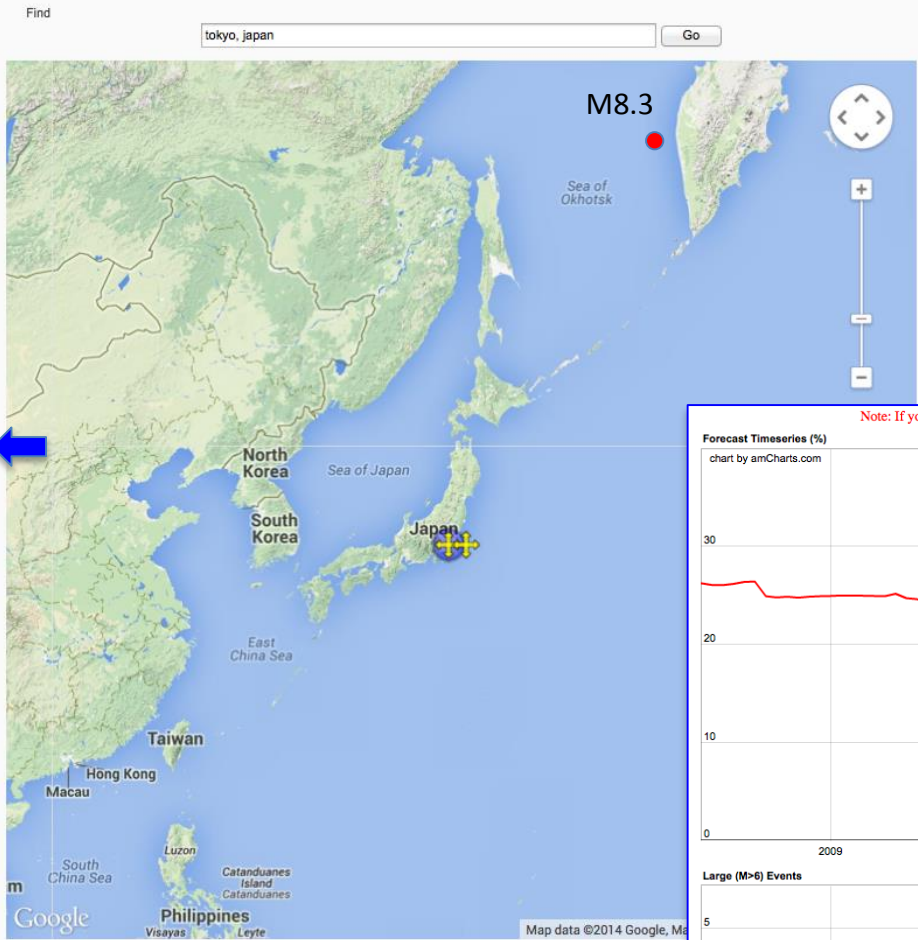 Find
tokyo, japan
Go
M8.3
Sea of
Okhotsk
North
Korea
Sea of Japan
South
Korea
Japan
East
China Sea
Taiwan
Hong Kong
Macau
Luzon
South
China Sea
Catanduanes
Island
Catanduanes
m
Google
Philippines
Visayas
Leyte
Map data ©2014 Google, Ma
Note: If yo
Forecast Timeseries (%)
chart by amCharts.com
30
20
10
0
2009
Large (M>6) Events
5